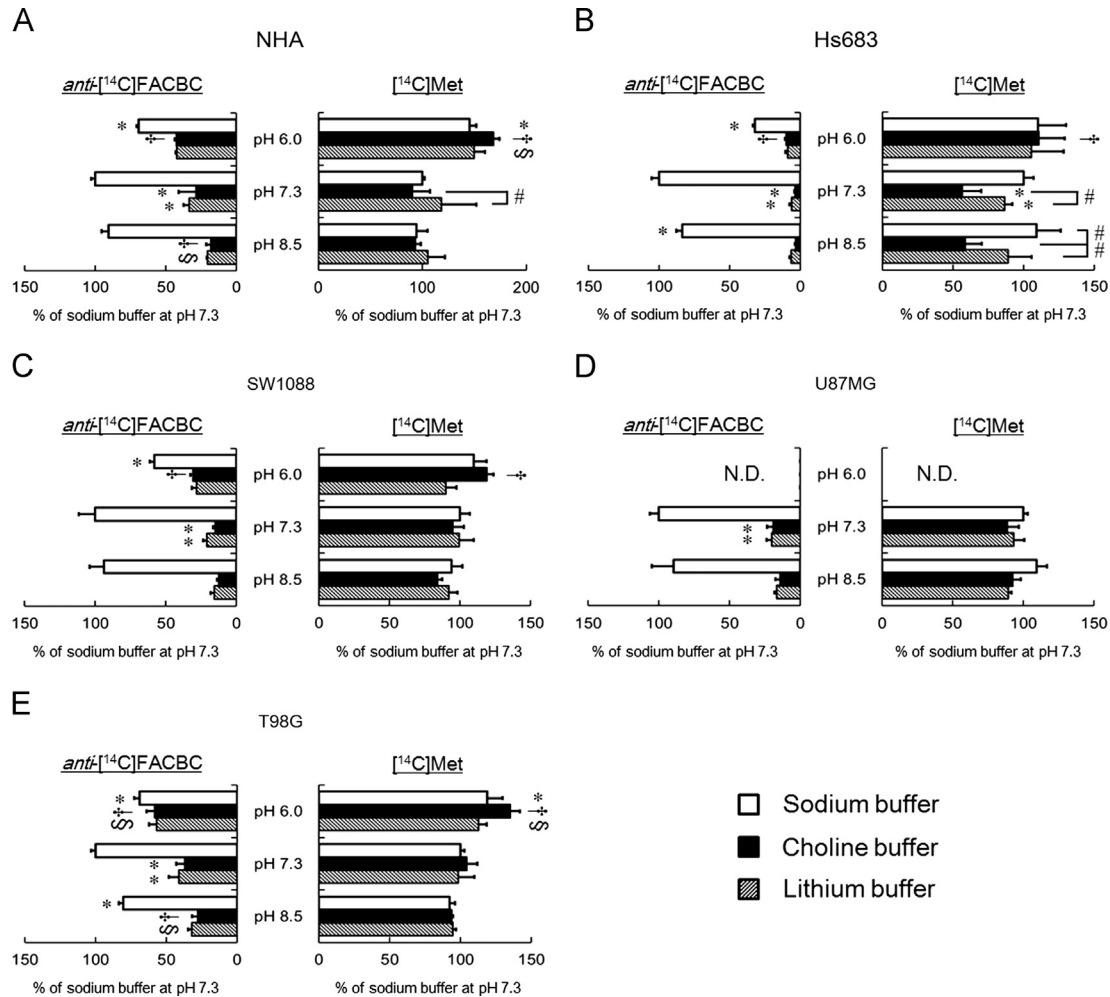 A
NHA
anti-[¹⁴C]FACBC
[¹⁴C]Met
* pH 6.0 *
‡ ‡
§
pH 7.3
* #
*
pH 8.5
‡
§
150 100 50 0
0 100 200
% of sodium buffer at pH 7.3
% of sodium buffer at pH 7.3
B
Hs683
anti-[¹⁴C]FACBC
[¹⁴C]Met
*
‡ pH 6.0 ‡
pH 7.3
* * #
* *
* #
pH 8.5 #
150 100 50 0
0 50 100 150
% of sodium buffer at pH 7.3
% of sodium buffer at pH 7.3
C
SW1088
anti-[¹⁴C]FACBC
[¹⁴C]Met
*
‡ pH 6.0 ‡
pH 7.3
*
*
pH 8.5
150 100 50 0
0 50 100 150
% of sodium buffer at pH 7.3
% of sodium buffer at pH 7.3
D
U87MG
anti-[¹⁴C]FACBC
[¹⁴C]Met
N.D. pH 6.0 N.D.
pH 7.3
*
*
pH 8.5
150 100 50 0
0 50 100 150
% of sodium buffer at pH 7.3
% of sodium buffer at pH 7.3
E
T98G
anti-[¹⁴C]FACBC
[¹⁴C]Met
* *
‡ pH 6.0 ‡
§§ §§
pH 7.3
*
*
*
‡ pH 8.5
§§
150 100 50 0
0 50 100 150
% of sodium buffer at pH 7.3
% of sodium buffer at pH 7.3
Sodium buffer
Choline buffer
Lithium buffer